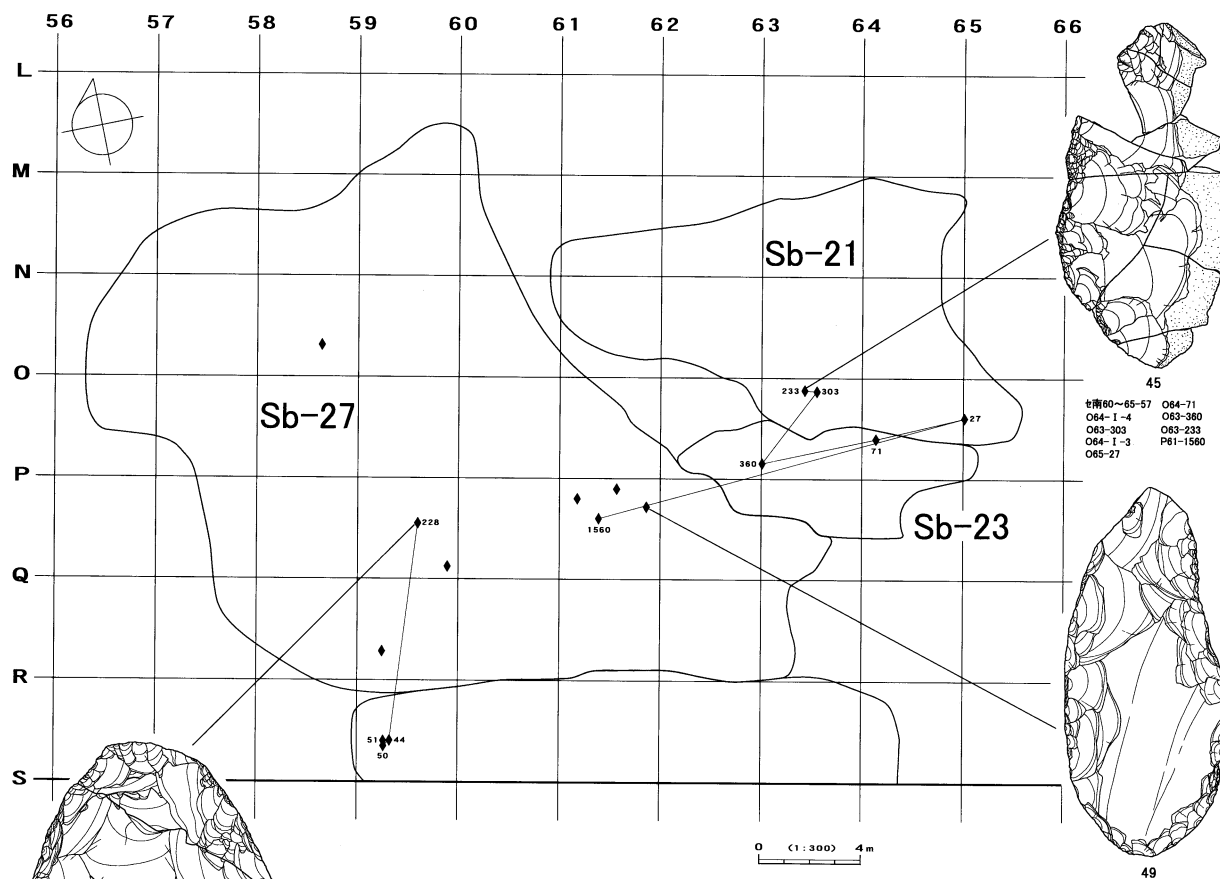 56 57 58 59 60 61 62 63 64 65 66
L
M
Sb-21
N
O
233 303
Sb-27
27
71
360
45
セ南60~65-57 O64-71
O64-I-4 O63-360
O63-303 O63-233
O64-I-3 P61-1560
O65-27
P
228
1560
Sb-23
Q
R
51 44
50
S
0 (1:300) 4m
49